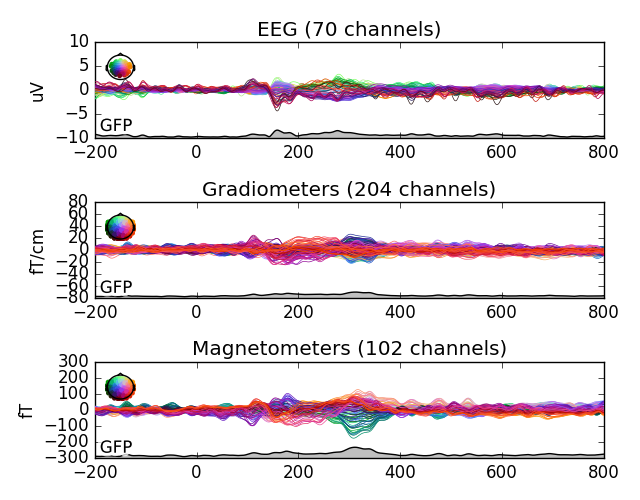 EEG (70 channels)
10
5
0
−5
−10
uV
GFP
−200 0 200 400 600 800
Gradiometers (204 channels)
80
60
40
20
0
−20
−40
−60
−80
fT/cm
GFP
−200 0 200 400 600 800
Magnetometers (102 channels)
300
200
100
0
−100
−200
−300
fT
GFP
−200 0 200 400 600 800